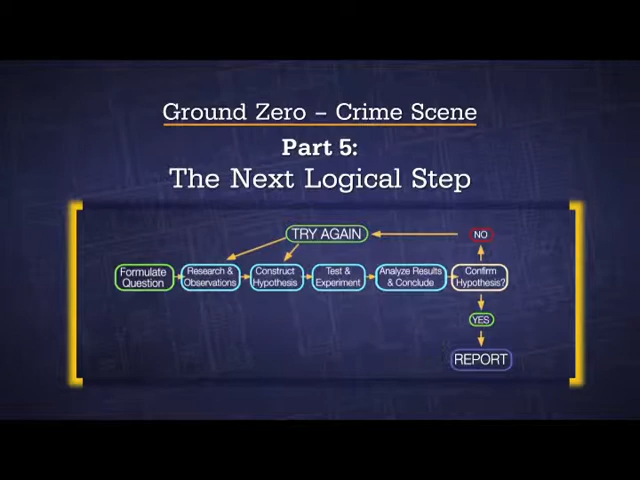 Ground Zero – Crime Scene
Part 5:
The Next Logical Step
TRY AGAIN
NO
Formulate
Question
Research &
Observations
Construct
Hypothesis
Test &
Experiment
Analyze Results
& Conclude
Confirm
Hypothesis?
YES
REPORT